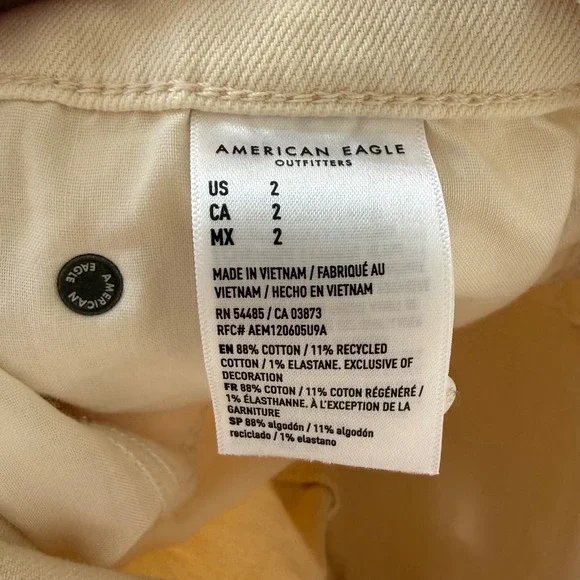 AMERICAN EAGLE
OUTFITTERS
US 2
CA 2
MX 2
MADE IN VIETNAM / FABRIQUÉ AU
VIETNAM / HECHO EN VIETNAM
RN 54485 / CA 03873
RFC# AEM120605U9A
EN 88% COTTON / 11% RECYCLED
COTTON / 1% ELASTANE. EXCLUSIVE OF
DECORATION
FR 88% COTON / 11% COTON RÉGÉNÉRÉ /
1% ÉLASTHANNE. À L'EXCEPTION DE LA
GARNITURE
SP 88% algodón / 11% algodón
reciclado / 1% elastano
AMERICAN
EAGLE